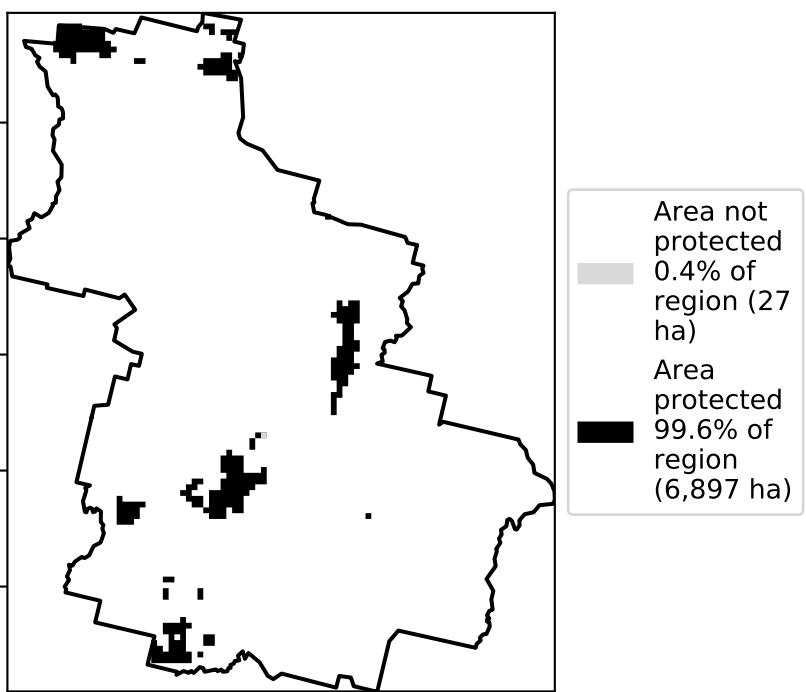 Area not
protected
0.4% of
region (27
ha)
Area
protected
99.6% of
region
(6,897 ha)